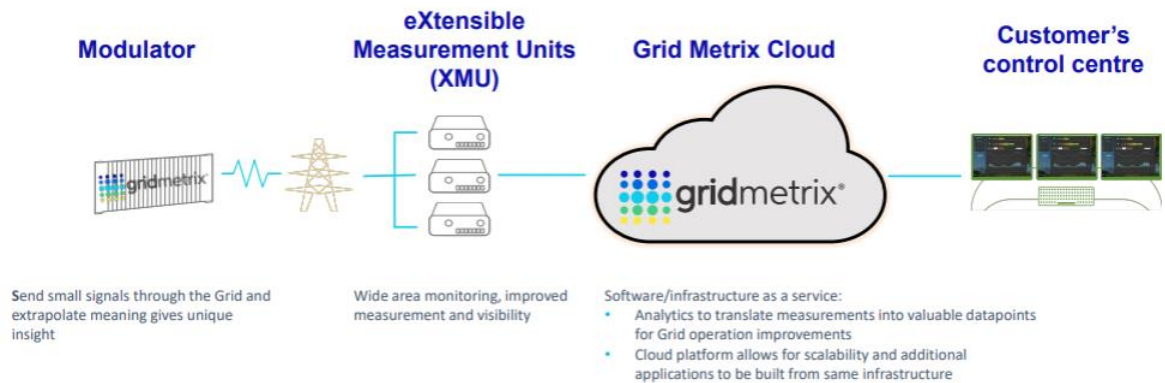 Modulator
eXtensible
Measurement Units
(XMU)
Grid Metrix Cloud
Customer's
control centre
gridmetrix
gridmetrix®
Send small signals through the Grid and
extrapolate meaning gives unique
insight
Wide area monitoring, improved
measurement and visibility
Software/infrastructure as a service:
• Analytics to translate measurements into valuable datapoints
for Grid operation improvements
• Cloud platform allows for scalability and additional
applications to be built from same infrastructure